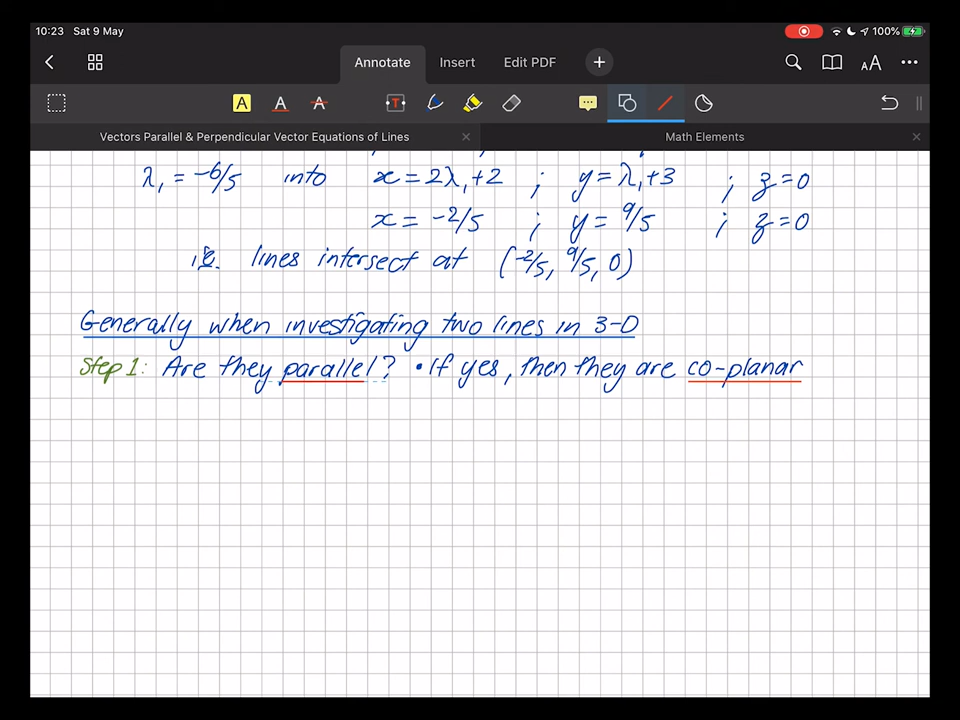 10:23 Sat 9 May 100%
Annotate Insert Edit PDF
Vectors Parallel & Perpendicular Vector Equations of Lines Math Elements
λ₁ = -6/5 into x = 2λ₁+2 ; y = λ₁+3 ; z=0
x = -2/5 ; y = 9/5 ; z=0
i.e. lines intersect at (-2/5, 9/5, 0)
Generally when investigating two lines in 3-D
Step 1: Are they parallel? • If yes, then they are co-planar